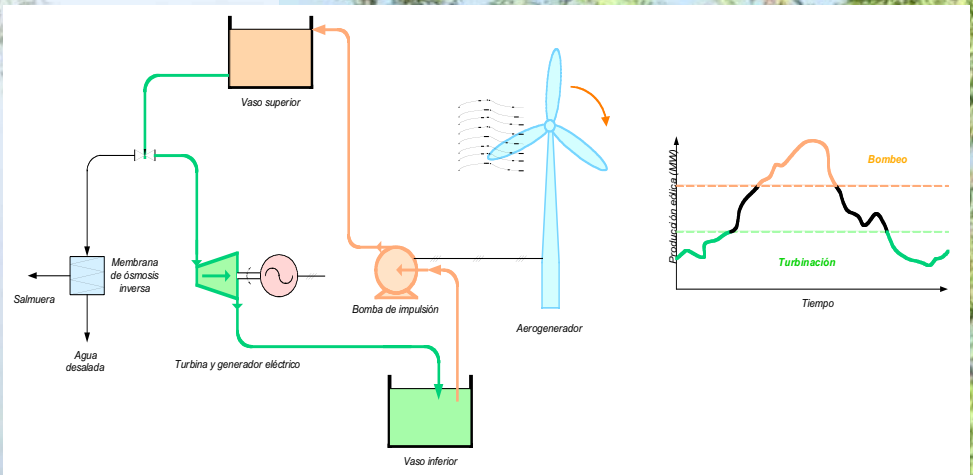 Vaso superior
Membrana
de ósmosis
inversa
Salmuera
Agua
desalada
Turbina y generador eléctrico
Bomba de impulsión
Vaso inferior
Aerogenerador
Producción eólica (MW)
Bombeo
Turbinación
Tiempo